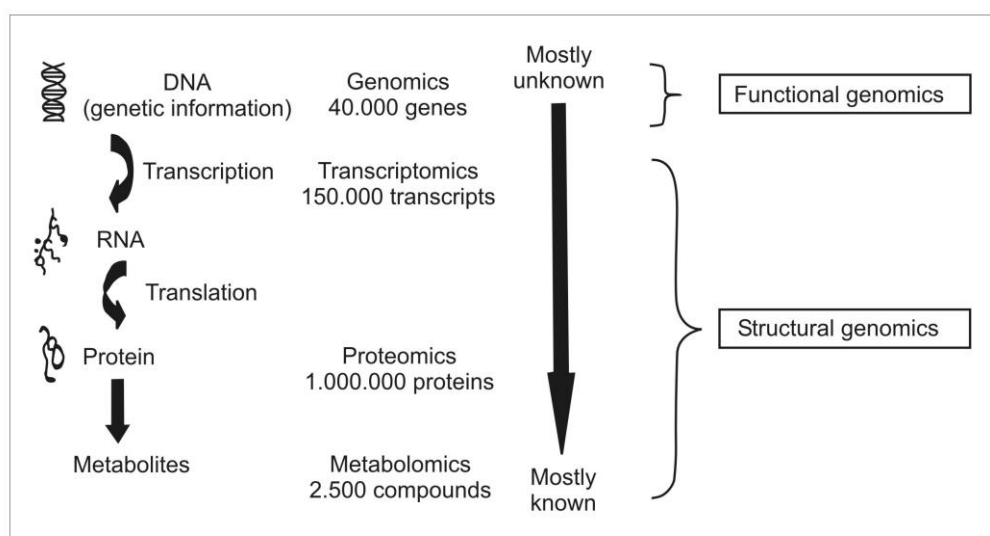 DNA
(genetic information)
Genomics
40.000 genes
Mostly
unknown
Functional genomics
Transcription
Transcriptomics
150.000 transcripts
RNA
Translation
Structural genomics
Protein
Proteomics
1.000.000 proteins
Metabolites
Metabolomics
2.500 compounds
Mostly
known